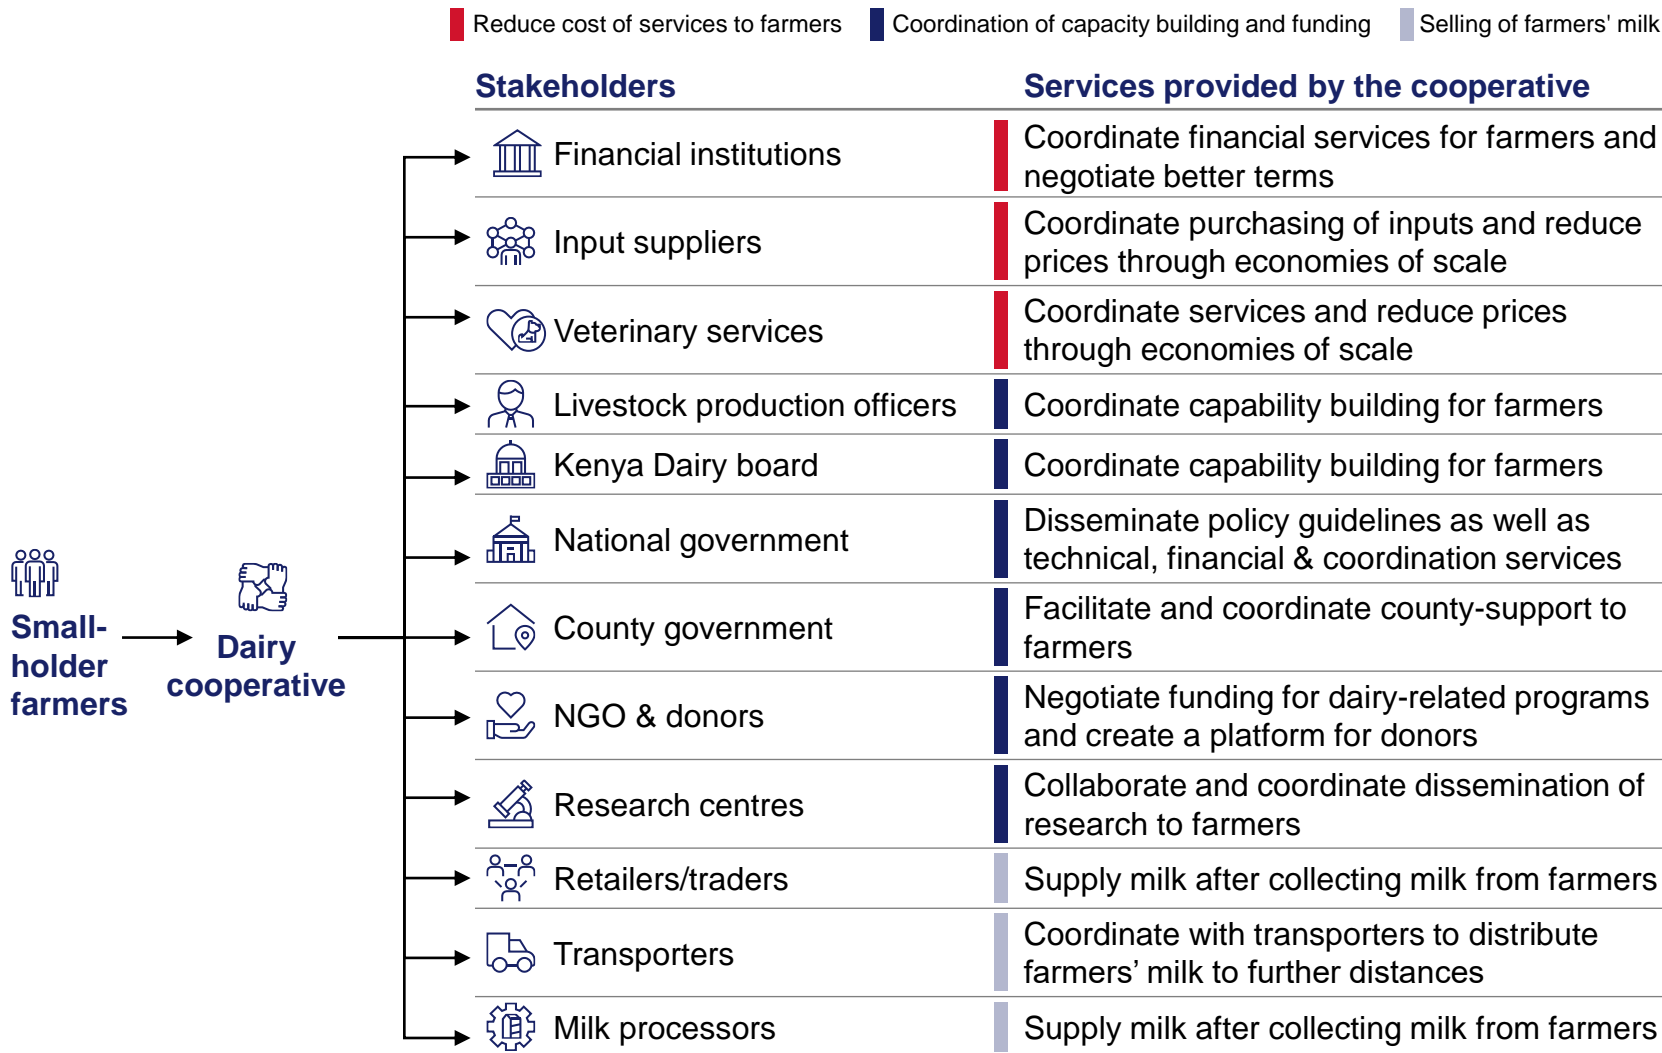 Reduce cost of services to farmers
Coordination of capacity building and funding
Selling of farmers' milk
Stakeholders
Services provided by the cooperative
Small-
holder
farmers
Dairy
cooperative
Financial institutions
Coordinate financial services for farmers and
negotiate better terms
Input suppliers
Coordinate purchasing of inputs and reduce
prices through economies of scale
Veterinary services
Coordinate services and reduce prices
through economies of scale
Livestock production officers
Coordinate capability building for farmers
Kenya Dairy board
Coordinate capability building for farmers
National government
Disseminate policy guidelines as well as
technical, financial & coordination services
County government
Facilitate and coordinate county-support to
farmers
NGO & donors
Negotiate funding for dairy-related programs
and create a platform for donors
Research centres
Collaborate and coordinate dissemination of
research to farmers
Retailers/traders
Supply milk after collecting milk from farmers
Transporters
Coordinate with transporters to distribute
farmers’ milk to further distances
Milk processors
Supply milk after collecting milk from farmers